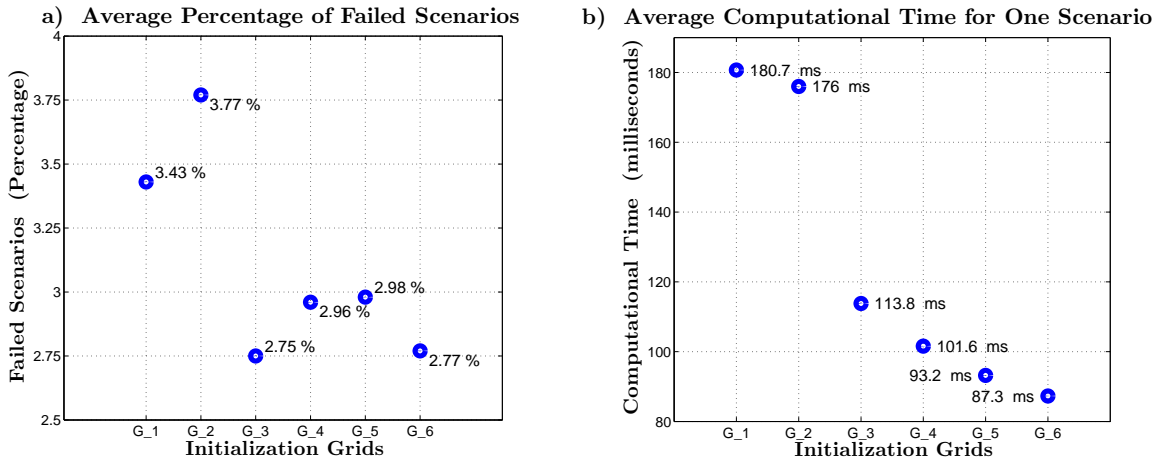 a) Average Percentage of Failed Scenarios
Failed Scenarios (Percentage)
4
3.75
3.5
3.25
3
2.75
2.5
3.43 %
3.77 %
2.75 %
2.96 %
2.98 %
2.77 %
G_1 G_2 G_3 G_4 G_5 G_6
Initialization Grids
b) Average Computational Time for One Scenario
Computational Time (milliseconds)
180
160
140
120
100
80
180.7 ms
176 ms
113.8 ms
101.6 ms
93.2 ms
87.3 ms
G_1 G_2 G_3 G_4 G_5 G_6
Initialization Grids